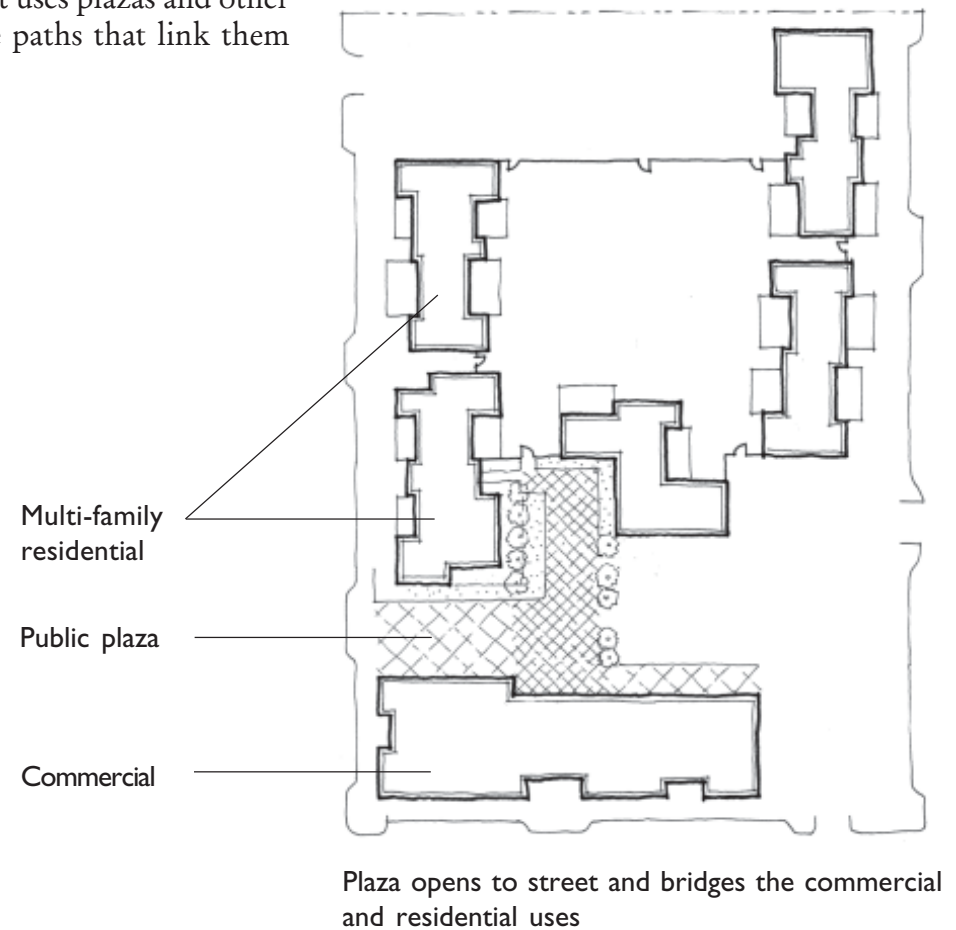 t uses plazas and other
paths that link them
Multi-family
residential
Public plaza
Commercial
Plaza opens to street and bridges the commercial
and residential uses